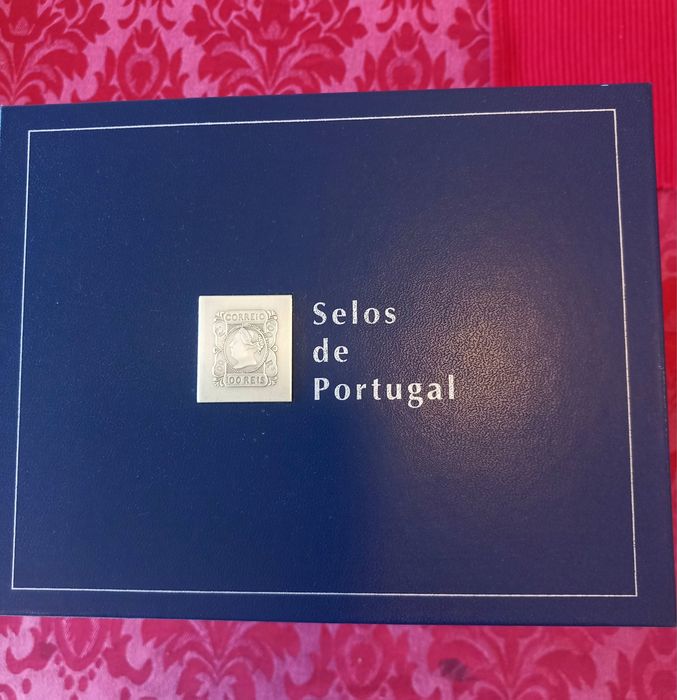 CORREIO
100 REIS
Selos
de
Portugal